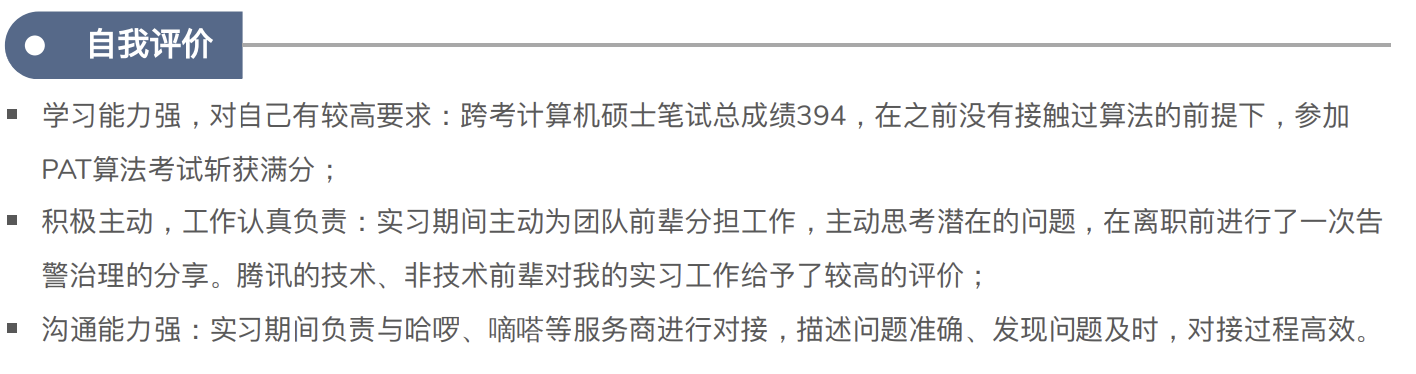 自我评价
▪ 学习能力强，对自己有较高要求：跨考计算机硕士笔试总成绩394，在之前没有接触过算法的前提下，参加
PAT算法考试斩获满分；
▪ 积极主动，工作认真负责：实习期间主动为团队前辈分担工作，主动思考潜在的问题，在离职前进行了一次告
警治理的分享。腾讯的技术、非技术前辈对我的实习工作给予了较高的评价；
▪ 沟通能力强：实习期间负责与哈啰、嘀嗒等服务商进行对接，描述问题准确、发现问题及时，对接过程高效。